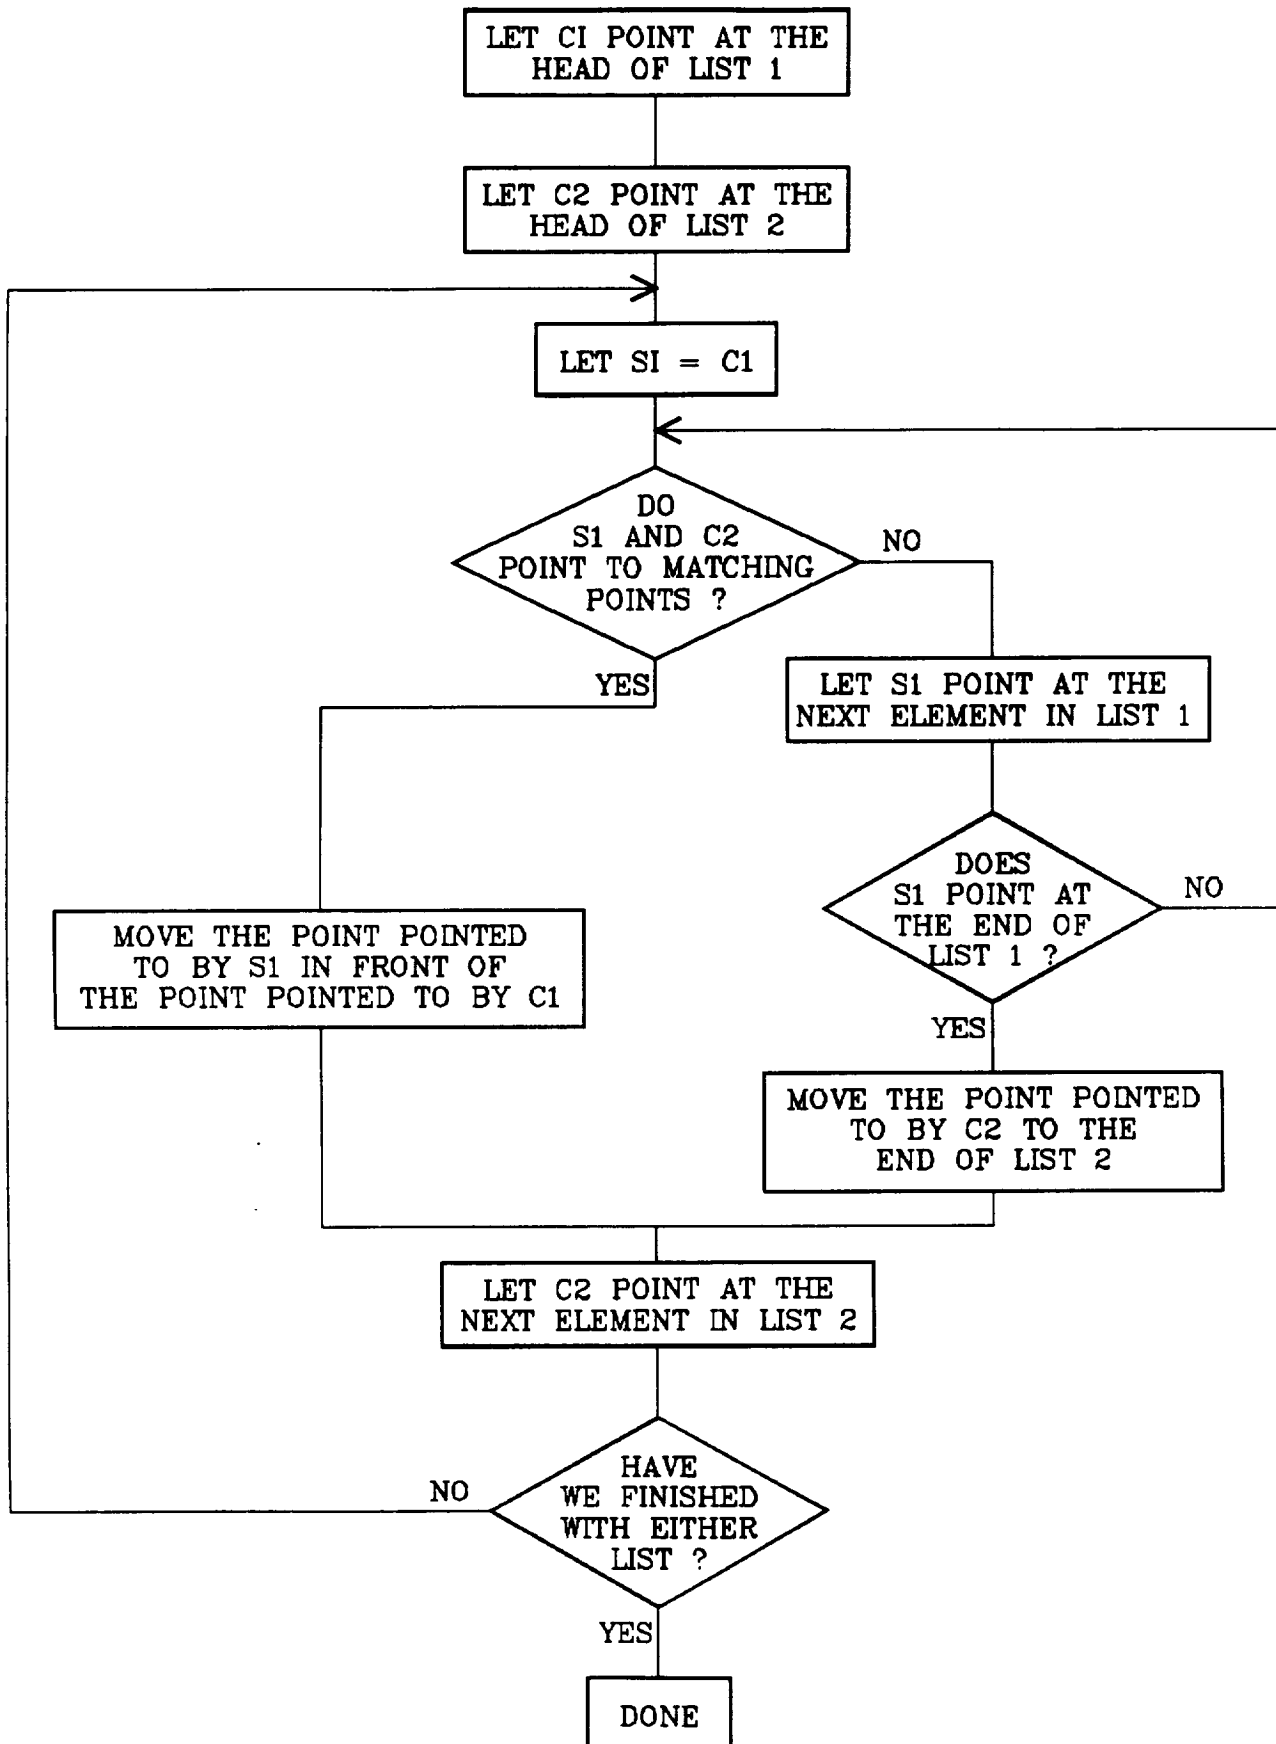 LET CI POINT AT THE
HEAD OF LIST 1
LET C2 POINT AT THE
HEAD OF LIST 2
LET SI = C1
DO
S1 AND C2
POINT TO MATCHING
POINTS ?
NO
YES
LET S1 POINT AT THE
NEXT ELEMENT IN LIST 1
DOES
S1 POINT AT
THE END OF
LIST 1 ?
NO
YES
MOVE THE POINT POINTED
TO BY S1 IN FRONT OF
THE POINT POINTED TO BY C1
MOVE THE POINT POINTED
TO BY C2 TO THE
END OF LIST 2
LET C2 POINT AT THE
NEXT ELEMENT IN LIST 2
HAVE
WE FINISHED
WITH EITHER
LIST ?
NO
YES
DONE